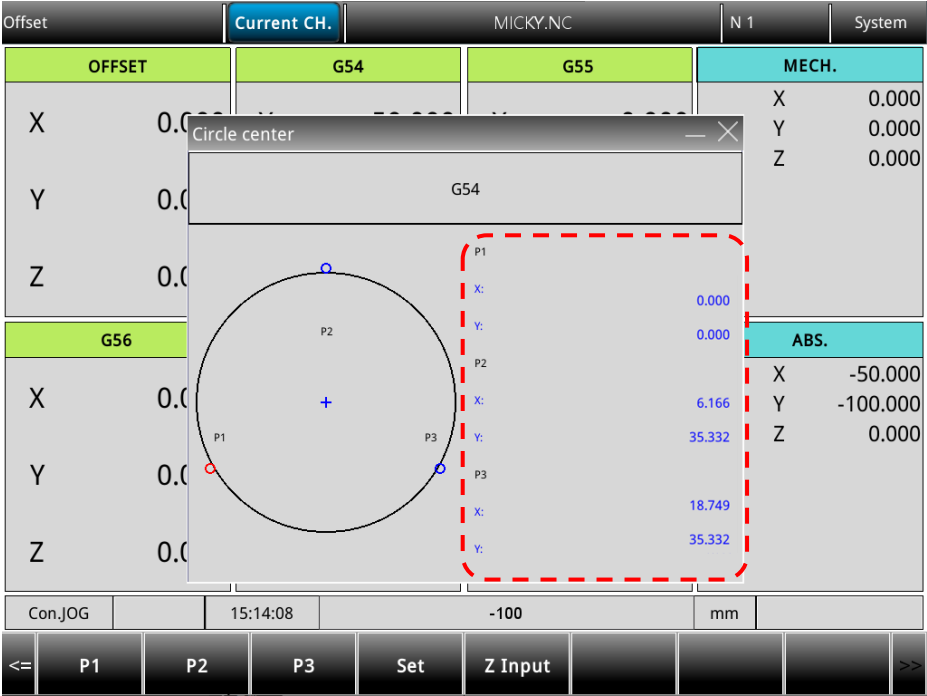 Offset Current CH. MICKY.NC N 1 System
OFFSET G54 G55 MECH.
X 0.000
Y 0.000
Z 0.000
X
Y
Z
Circle center
G54
P1
X: 0.000
Y: 0.000
P2
X: 6.166
Y: 35.332
P3
X: 18.749
Y: 35.332
P2
P1 P3
G56 ABS.
X -50.000
Y -100.000
Z 0.000
X
Y
Z
Con.JOG 15:14:08 -100 mm
<= P1 P2 P3 Set Z Input >>